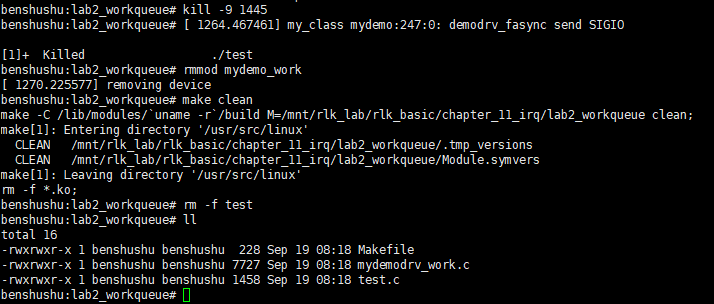 benshushu:lab2_workqueue# kill -9 1445
benshushu:lab2_workqueue# [ 1264.467461] my_class mydemo:247:0: demodrv_fasync send SIGIO
[1]+  Killed                  ./test
benshushu:lab2_workqueue# rmmod mydemo_work
[ 1270.225577] removing device
benshushu:lab2_workqueue# make clean
make -C /lib/modules/`uname -r`/build M=/mnt/rlk_lab/rlk_basic/chapter_11_irq/lab2_workqueue clean;
make[1]: Entering directory '/usr/src/linux'
  CLEAN   /mnt/rlk_lab/rlk_basic/chapter_11_irq/lab2_workqueue/.tmp_versions
  CLEAN   /mnt/rlk_lab/rlk_basic/chapter_11_irq/lab2_workqueue/Module.symvers
make[1]: Leaving directory '/usr/src/linux'
rm -f *.ko;
benshushu:lab2_workqueue# rm -f test
benshushu:lab2_workqueue# ll
total 16
-rwxrwxr-x 1 benshushu benshushu  228 Sep 19 08:18 Makefile
-rwxrwxr-x 1 benshushu benshushu 7727 Sep 19 08:18 mydemodrv_work.c
-rwxrwxr-x 1 benshushu benshushu 1458 Sep 19 08:18 test.c
benshushu:lab2_workqueue#